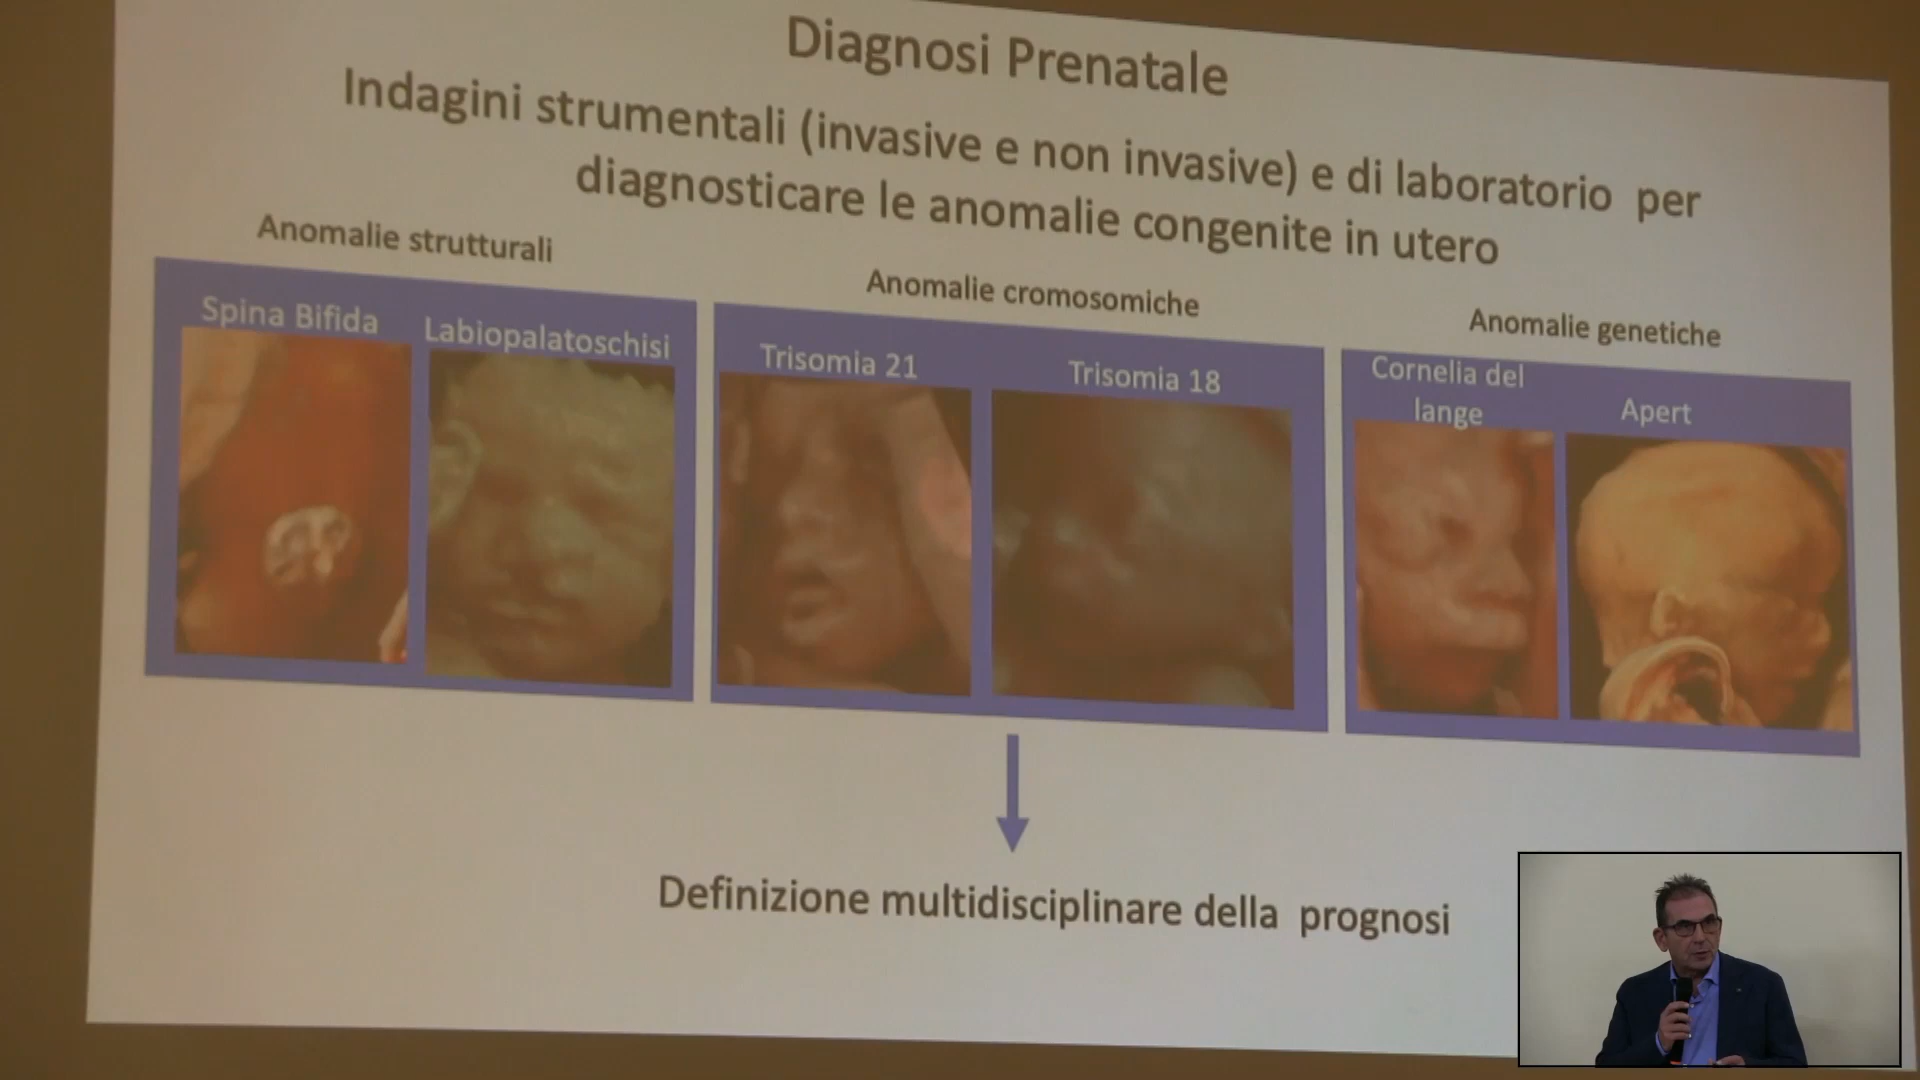 Diagnosi Prenatale
Indagini strumentali (invasive e non invasive) e di laboratorio per
diagnosticare le anomalie congenite in utero
Anomalie strutturali
Spina Bifida
Labiopalatoschisi
Anomalie cromosomiche
Trisomia 21
Trisomia 18
Anomalie genetiche
Cornelia del
lange
Apert
Definizione multidisciplinare della prognosi